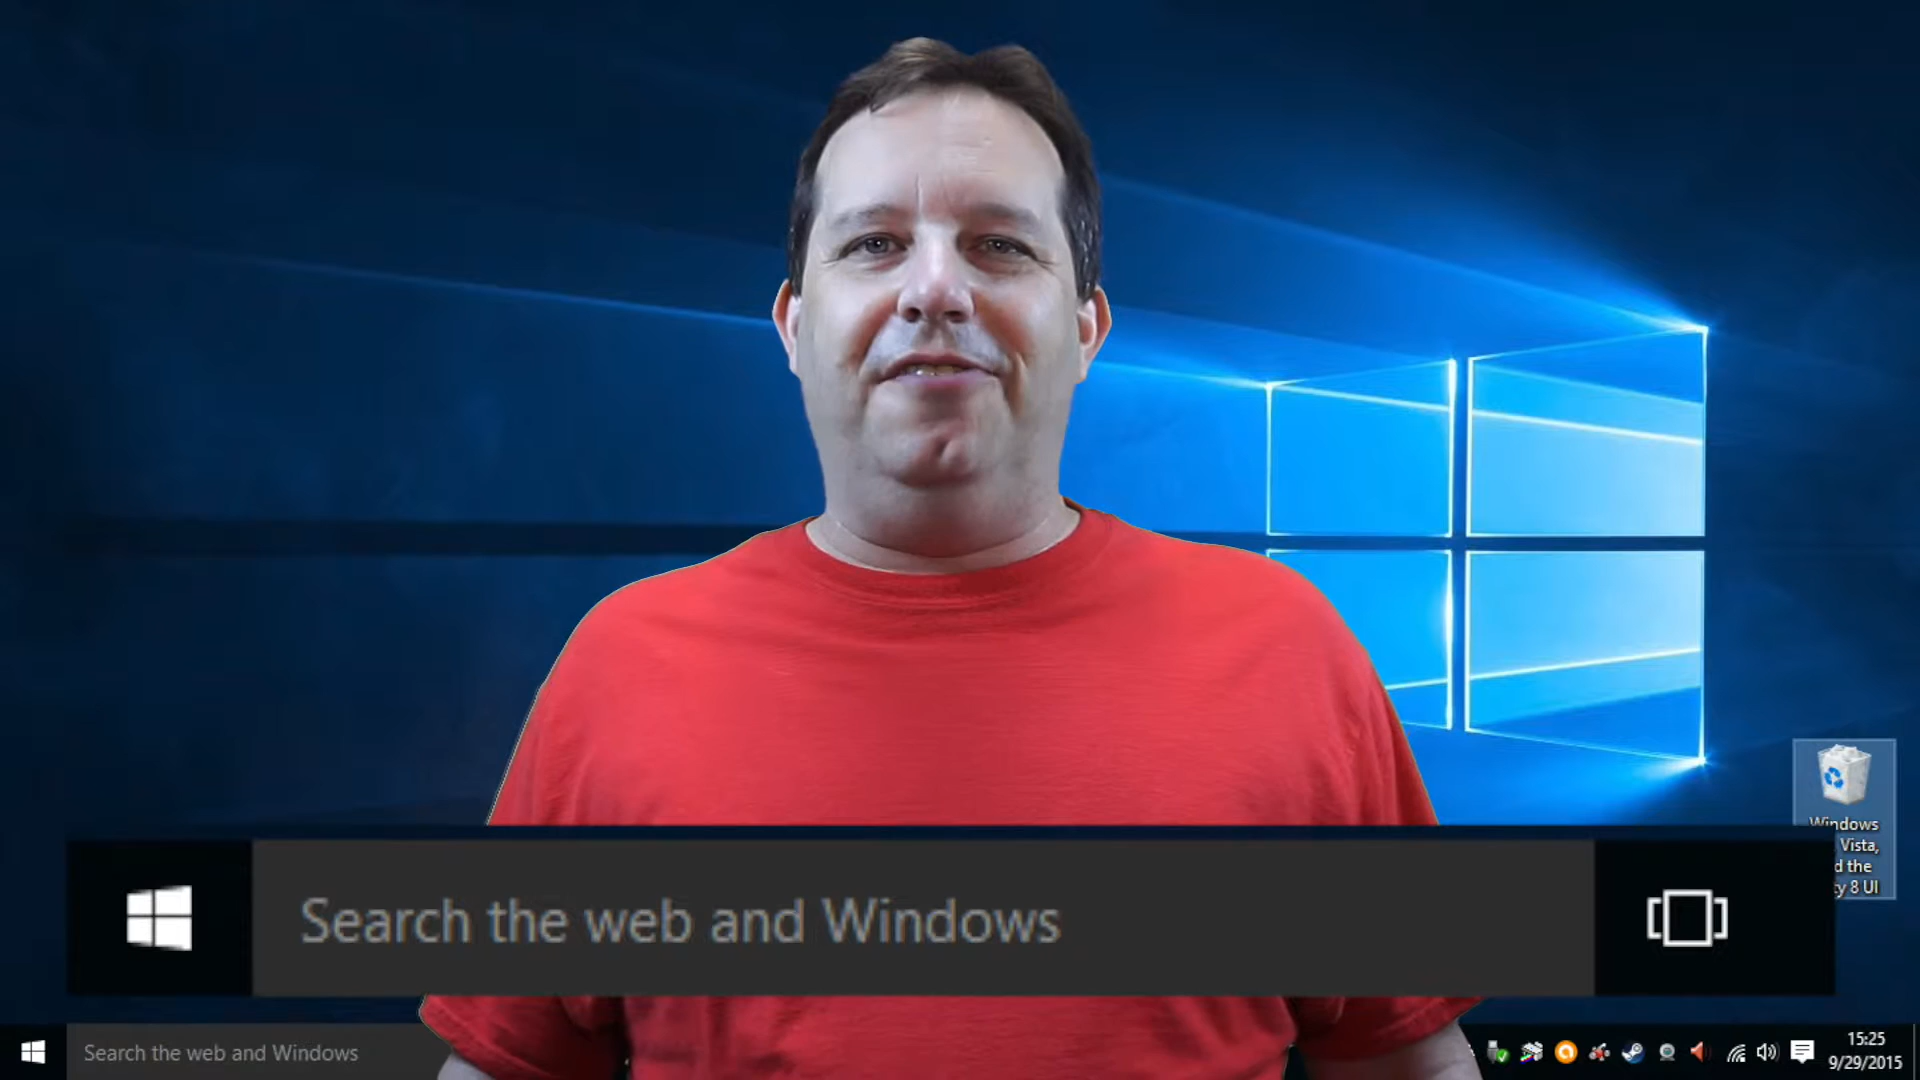 Windows
Vista,
d the
y 8 UI
Search the web and Windows
Search the web and Windows
15:25
9/29/2015